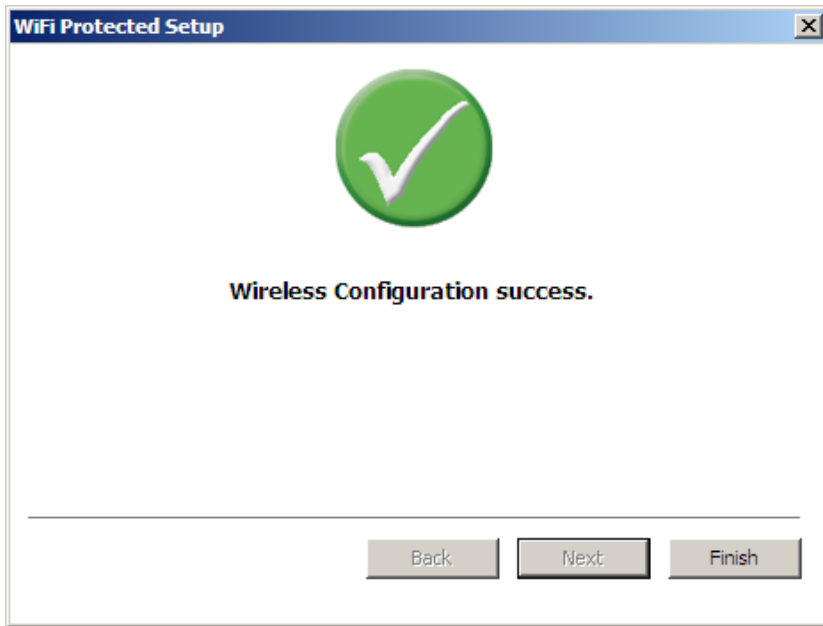 WiFi Protected Setup
Wireless Configuration success.
Back Next Finish